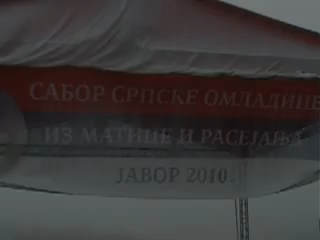 САБОР СРПСКЕ ОМЛАДИНЕ
ИЗ МАТИЦЕ И РАСЕЈАЊА
ЈАВОР 2010.